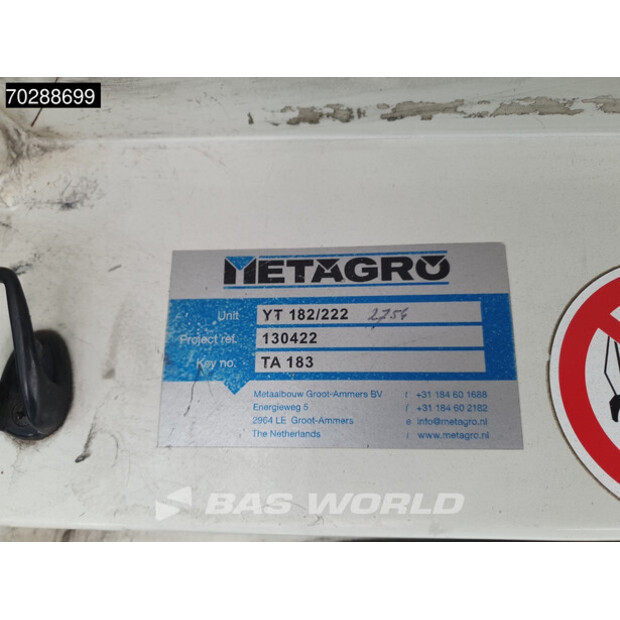 70288699
METAGRO
Unit YT 182/222 2754
Project ref. 130422
Key no. TA 183
Metaalbouw Groot-Ammers BV t +31 184 60 1688
Energieweg 5 f +31 184 60 2182
2964 LE Groot-Ammers e info@metagro.nl
The Netherlands i www.metagro.nl
BAS WORLD